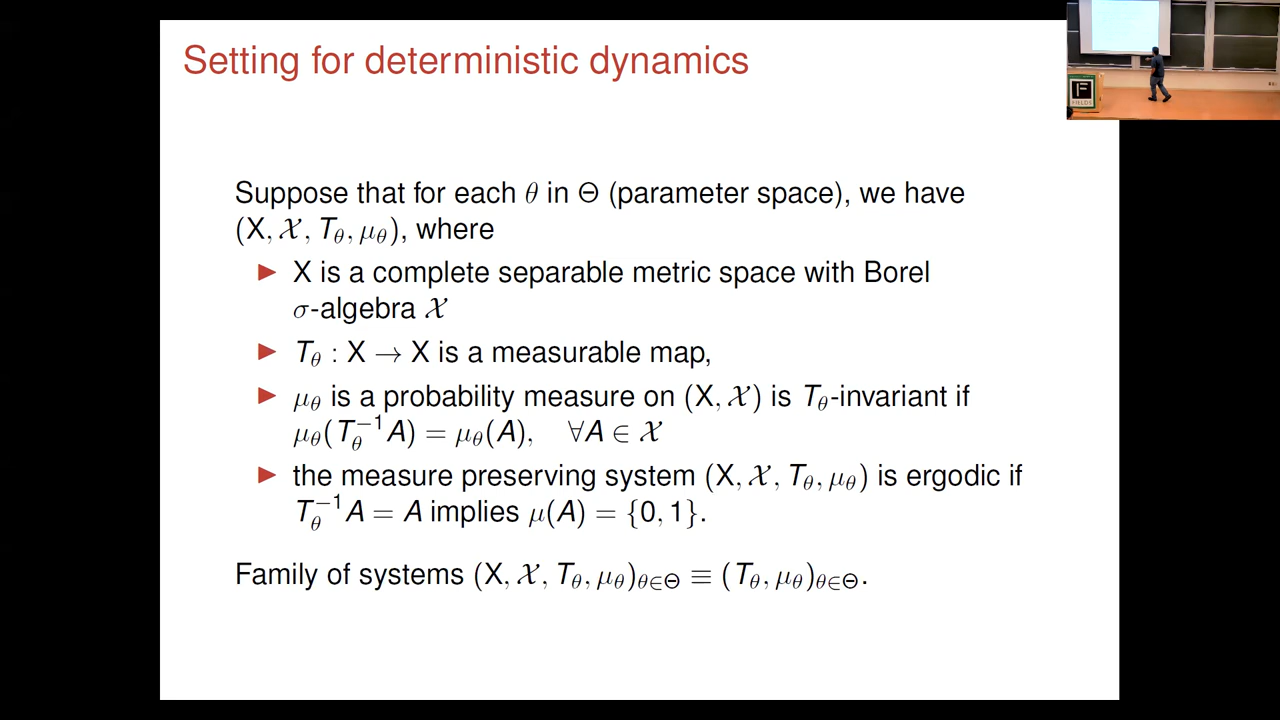 Setting for deterministic dynamics
Suppose that for each θ in Θ (parameter space), we have
(X, 𝒳, T_θ, μ_θ), where
▶ X is a complete separable metric space with Borel
σ-algebra 𝒳
▶ T_θ : X → X is a measurable map,
▶ μ_θ is a probability measure on (X, 𝒳) is T_θ-invariant if
μ_θ(T_θ^{-1}A) = μ_θ(A), ∀A ∈ 𝒳
▶ the measure preserving system (X, 𝒳, T_θ, μ_θ) is ergodic if
T_θ^{-1}A = A implies μ(A) = {0, 1}.
Family of systems (X, 𝒳, T_θ, μ_θ)_{θ∈Θ} ≡ (T_θ, μ_θ)_{θ∈Θ}.
F
FIELDS